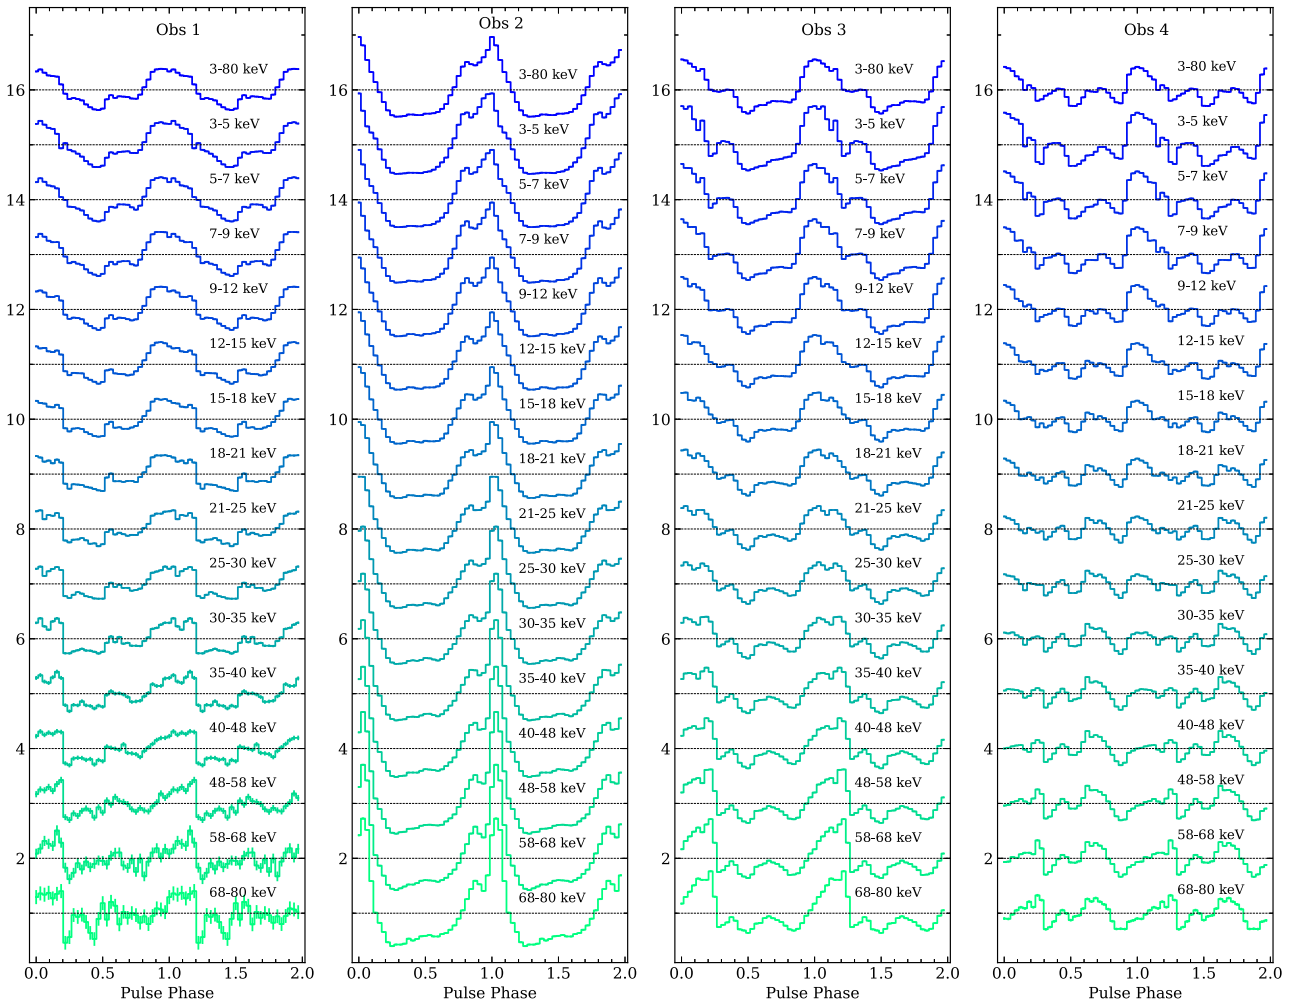 Obs 1
3-80 keV
3-5 keV
5-7 keV
7-9 keV
9-12 keV
12-15 keV
15-18 keV
18-21 keV
21-25 keV
25-30 keV
30-35 keV
35-40 keV
40-48 keV
48-58 keV
58-68 keV
68-80 keV
16
14
12
10
8
6
4
2
0.0 0.5 1.0 1.5 2.0
Pulse Phase
Obs 2
3-80 keV
3-5 keV
5-7 keV
7-9 keV
9-12 keV
12-15 keV
15-18 keV
18-21 keV
21-25 keV
25-30 keV
30-35 keV
35-40 keV
40-48 keV
48-58 keV
58-68 keV
68-80 keV
16
14
12
10
8
6
4
2
0.0 0.5 1.0 1.5 2.0
Pulse Phase
Obs 3
3-80 keV
3-5 keV
5-7 keV
7-9 keV
9-12 keV
12-15 keV
15-18 keV
18-21 keV
21-25 keV
25-30 keV
30-35 keV
35-40 keV
40-48 keV
48-58 keV
58-68 keV
68-80 keV
16
14
12
10
8
6
4
2
0.0 0.5 1.0 1.5 2.0
Pulse Phase
Obs 4
3-80 keV
3-5 keV
5-7 keV
7-9 keV
9-12 keV
12-15 keV
15-18 keV
18-21 keV
21-25 keV
25-30 keV
30-35 keV
35-40 keV
40-48 keV
48-58 keV
58-68 keV
68-80 keV
16
14
12
10
8
6
4
2
0.0 0.5 1.0 1.5 2.0
Pulse Phase